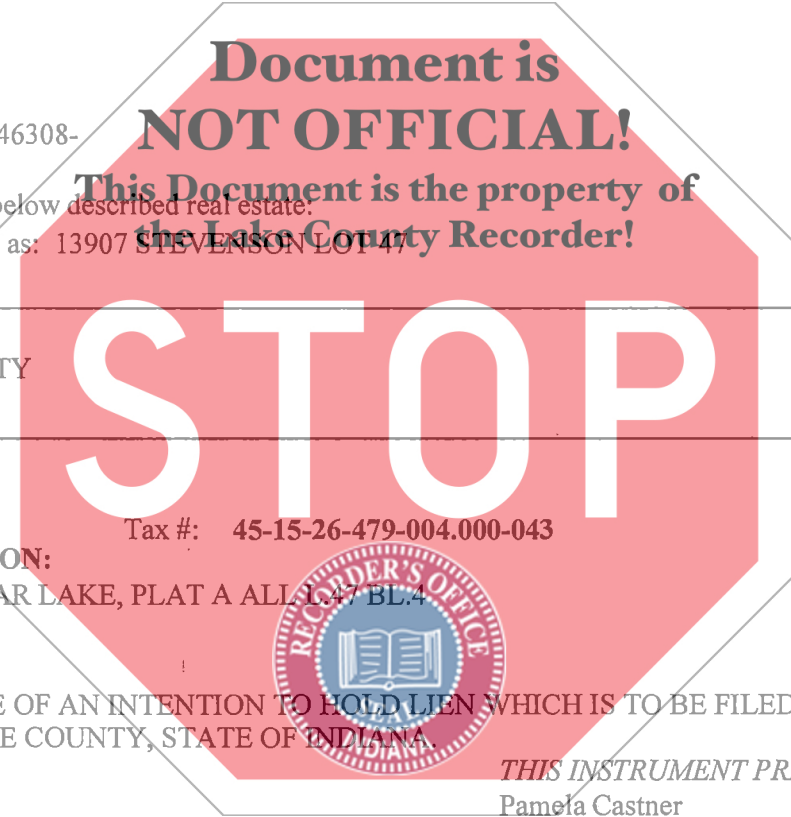 Document is
NOT OFFICIAL!
46308-
This Document is the property of
below described real estate:
the Lake County Recorder!
as: 13907 STEVENSON LOT 47
TY
STOP
Tax #: 45-15-26-479-004.000-043
ON:
AR LAKE, PLAT A ALL L.47 BL.4
RECORDER'S OFFICE
SEAL
INDIANA
E OF AN INTENTION TO HOLD LIEN WHICH IS TO BE FILED
E COUNTY, STATE OF INDIANA.
THIS INSTRUMENT PR
Pamela Castner